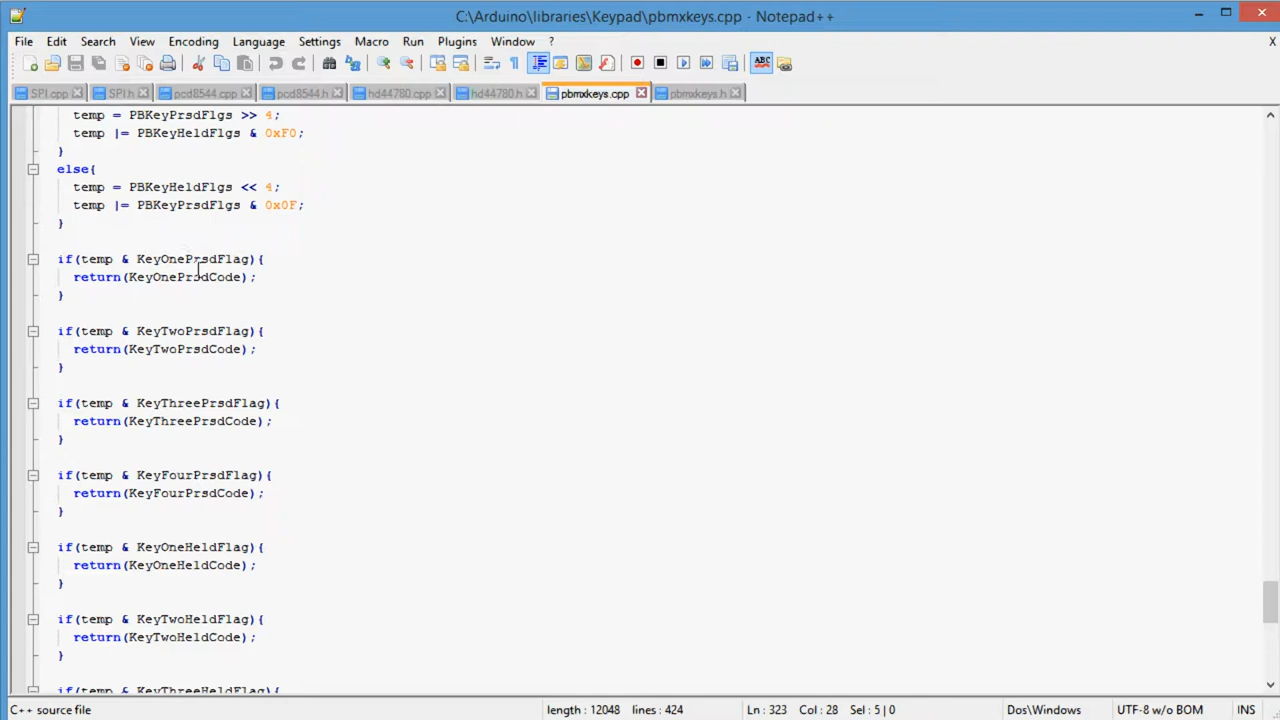 C:\Arduino\libraries\Keypad\pbmxkeys.cpp - Notepad++
File Edit Search View Encoding Language Settings Macro Run Plugins Window ? X
ABC
SPI.cpp SPI.h pcd8544.cpp pcd8544.h hd44780.cpp hd44780.h pbmxkeys.cpp pbmxkeys.h
temp = PBKeyPrsdFlgs >> 4;
temp |= PBKeyHeldFlgs & 0xF0;
}
else{
temp = PBKeyHeldFlgs << 4;
temp |= PBKeyPrsdFlgs & 0x0F;
}
if(temp & KeyOnePrsdFlag){
return(KeyOnePrsdCode);
}
if(temp & KeyTwoPrsdFlag){
return(KeyTwoPrsdCode);
}
if(temp & KeyThreePrsdFlag){
return(KeyThreePrsdCode);
}
if(temp & KeyFourPrsdFlag){
return(KeyFourPrsdCode);
}
if(temp & KeyOneHeldFlag){
return(KeyOneHeldCode);
}
if(temp & KeyTwoHeldFlag){
return(KeyTwoHeldCode);
}
if(temp & KeyThreeHeldFlag){
C++ source file length : 12048 lines : 424 Ln : 323 Col : 28 Sel : 5 | 0 Dos\Windows UTF-8 w/o BOM INS